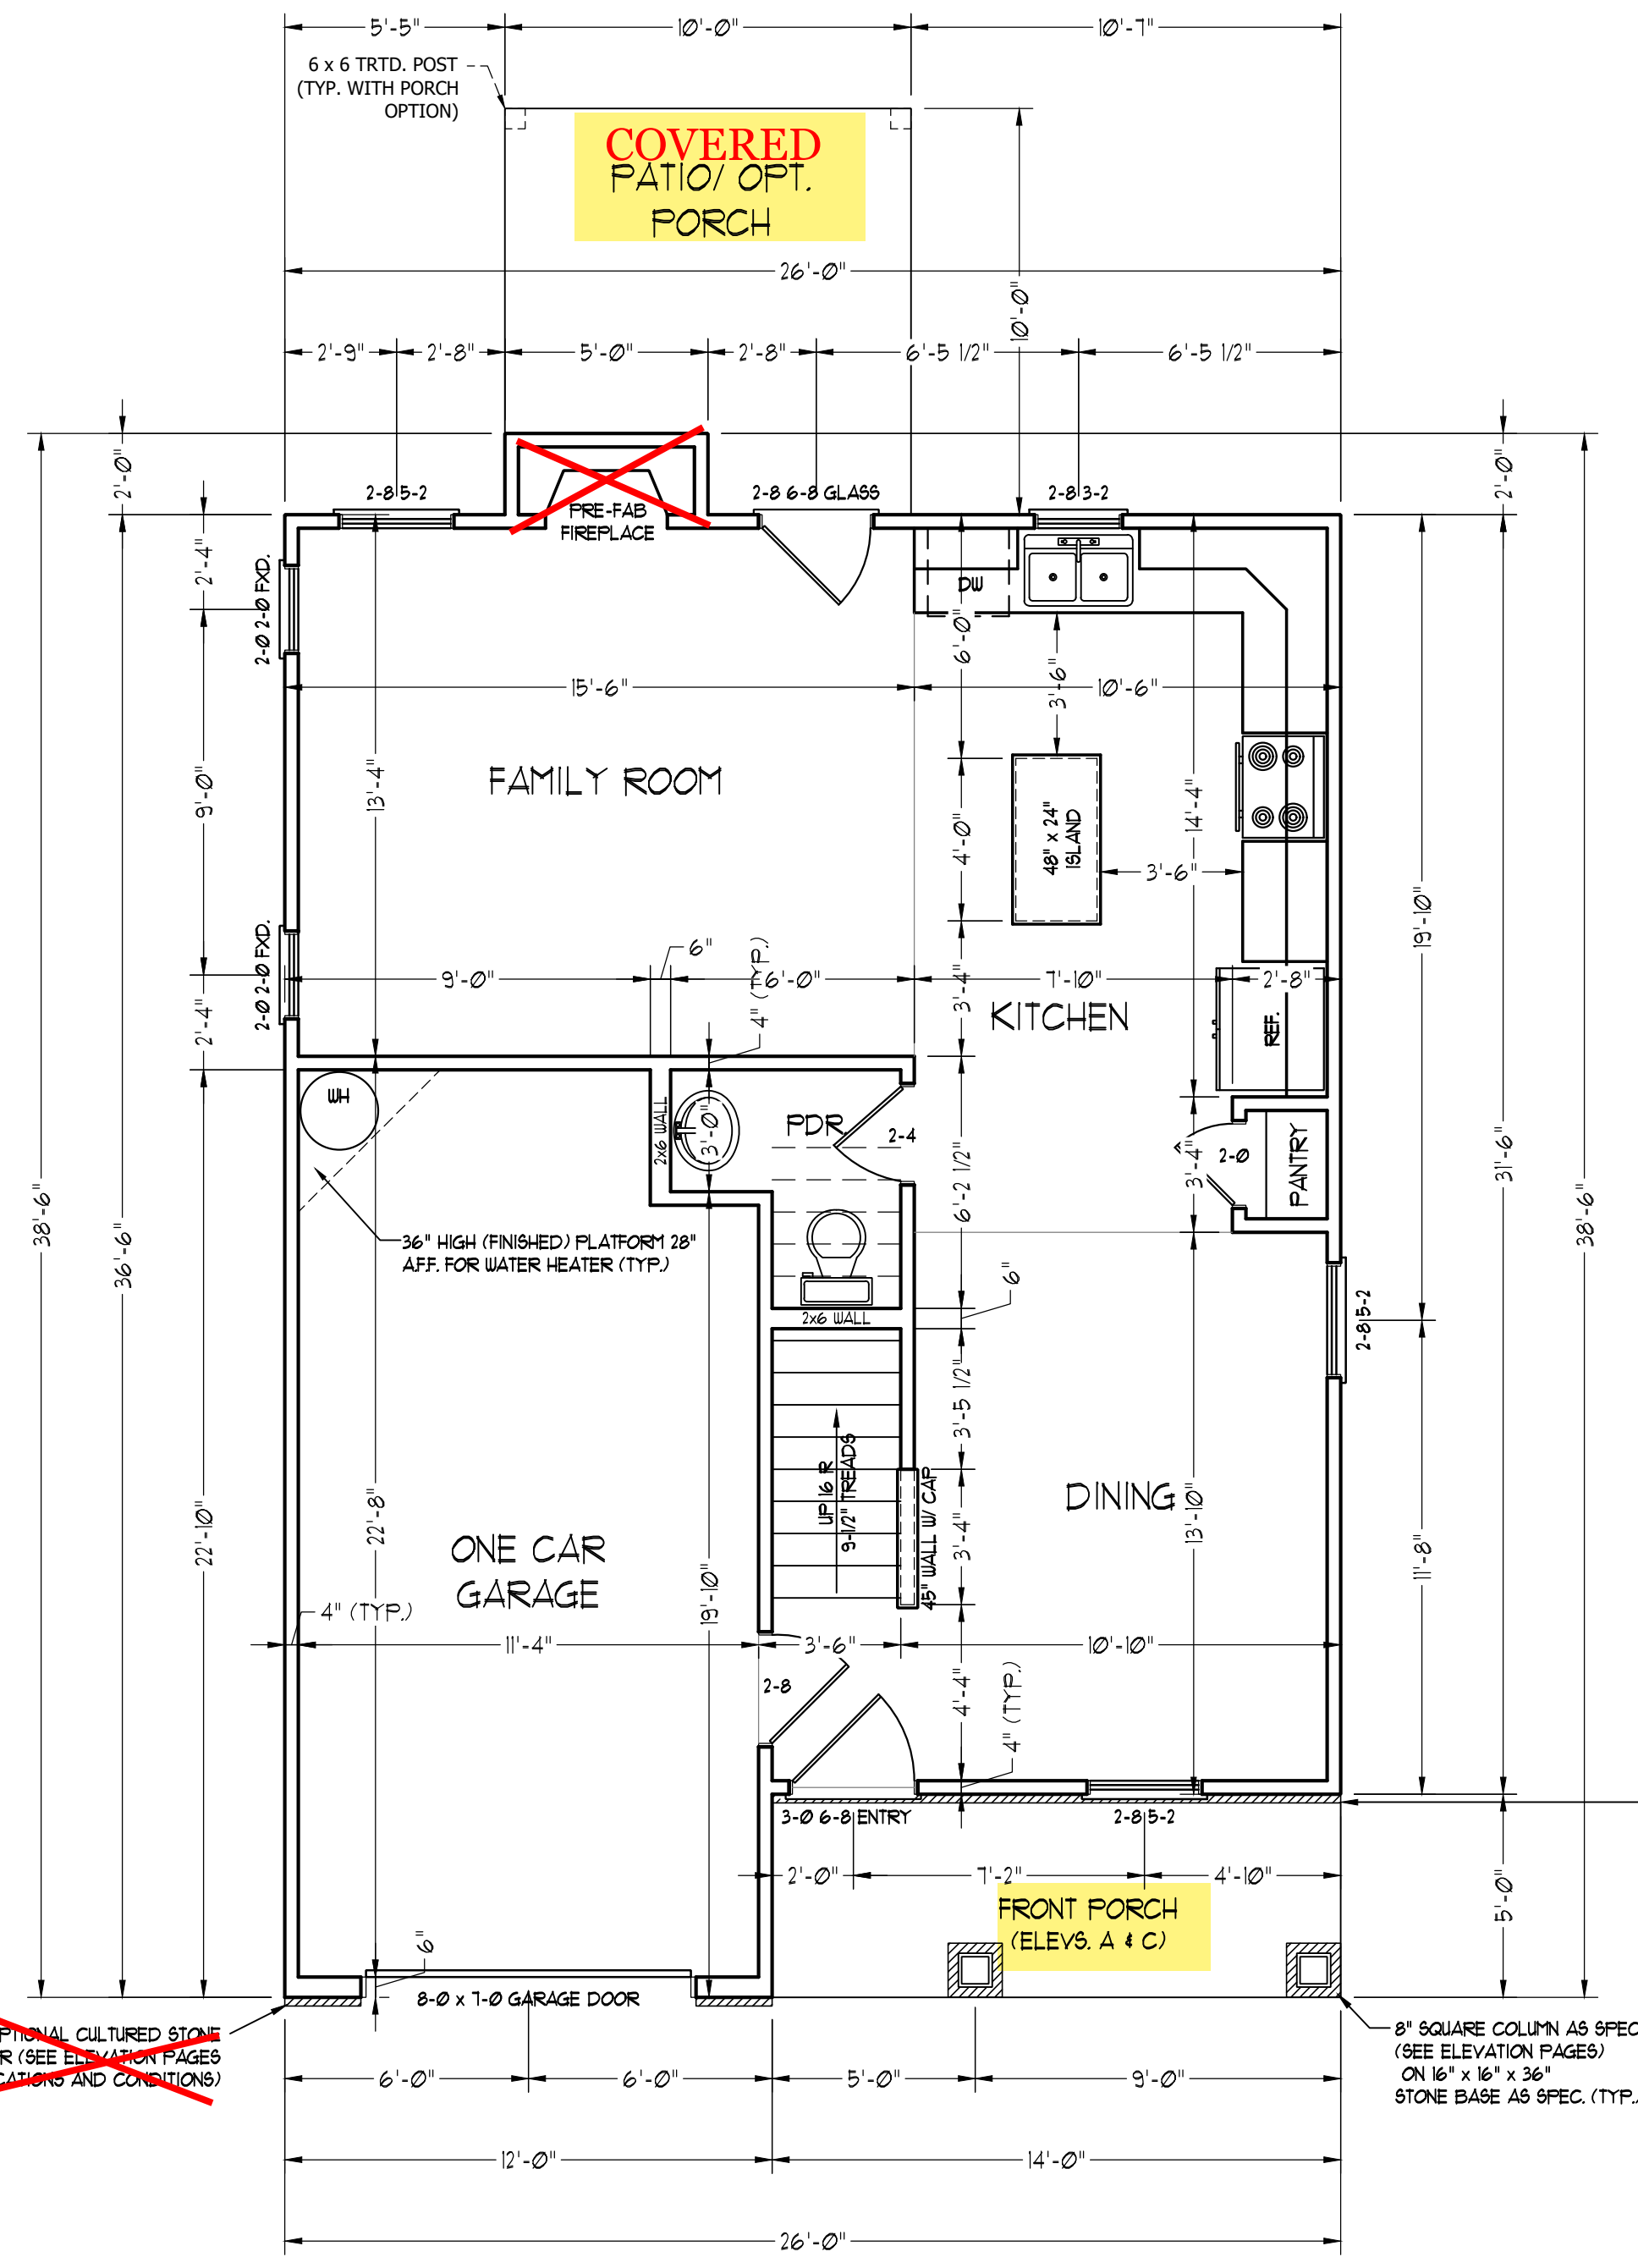 5'-5"
10'-0"
10'-7"
6 x 6 TRTD. POST
(TYP. WITH PORCH
OPTION)
COVERED
PATIO/ OPT.
PORCH
26'-0"
10'-0"
2'-9"
2'-8"
5'-0"
2'-8"
6'-5 1/2"
6'-5 1/2"
2'-0"
2'-0"
2-8 5-2
2-8 6-8 GLASS
2-8 3-2
PRE-FAB
FIREPLACE
2'-4"
2-0 2-0 FXD.
DW
6'-0"
3'-6"
15'-6"
10'-6"
9'-0"
13'-4"
FAMILY ROOM
4'-0"
48" x 24"
ISLAND
14'-4"
3'-6"
19'-10"
2-0 2-0 FXD.
2'-4"
9'-0"
6"
4" (TYP.)
6'-0"
3'-4"
7'-10"
2'-8"
KITCHEN
REF.
WH
2x6 WALL
3'-0"
PDR.
2-4
6'-2 1/2"
3'-4"
2-0
PANTRY
38'-6"
36'-6"
31'-6"
38'-6"
36" HIGH (FINISHED) PLATFORM 28"
A.F.F. FOR WATER HEATER (TYP.)
6"
2x6 WALL
2-8 5-2
3'-5 1/2"
UP 16 R
9-1/2" TREADS
45" WALL W/ CAP
3'-4"
DINING
13'-10"
11'-8"
22'-10"
22'-8"
ONE CAR
GARAGE
19'-10"
4" (TYP.)
11'-4"
3'-6"
10'-10"
2-8
4'-4"
4" (TYP.)
3-0 6-8 ENTRY
2-8 5-2
2'-0"
7'-2"
4'-10"
5'-0"
FRONT PORCH
(ELEVS. A & C)
6"
8-0 x 7-0 GARAGE DOOR
PTIONAL CULTURED STONE
R (SEE ELEVATION PAGES
CATIONS AND CONDITIONS)
8" SQUARE COLUMN AS SPEC
(SEE ELEVATION PAGES)
ON 16" x 16" x 36"
STONE BASE AS SPEC. (TYP.)
6'-0"
6'-0"
5'-0"
9'-0"
12'-0"
14'-0"
26'-0"